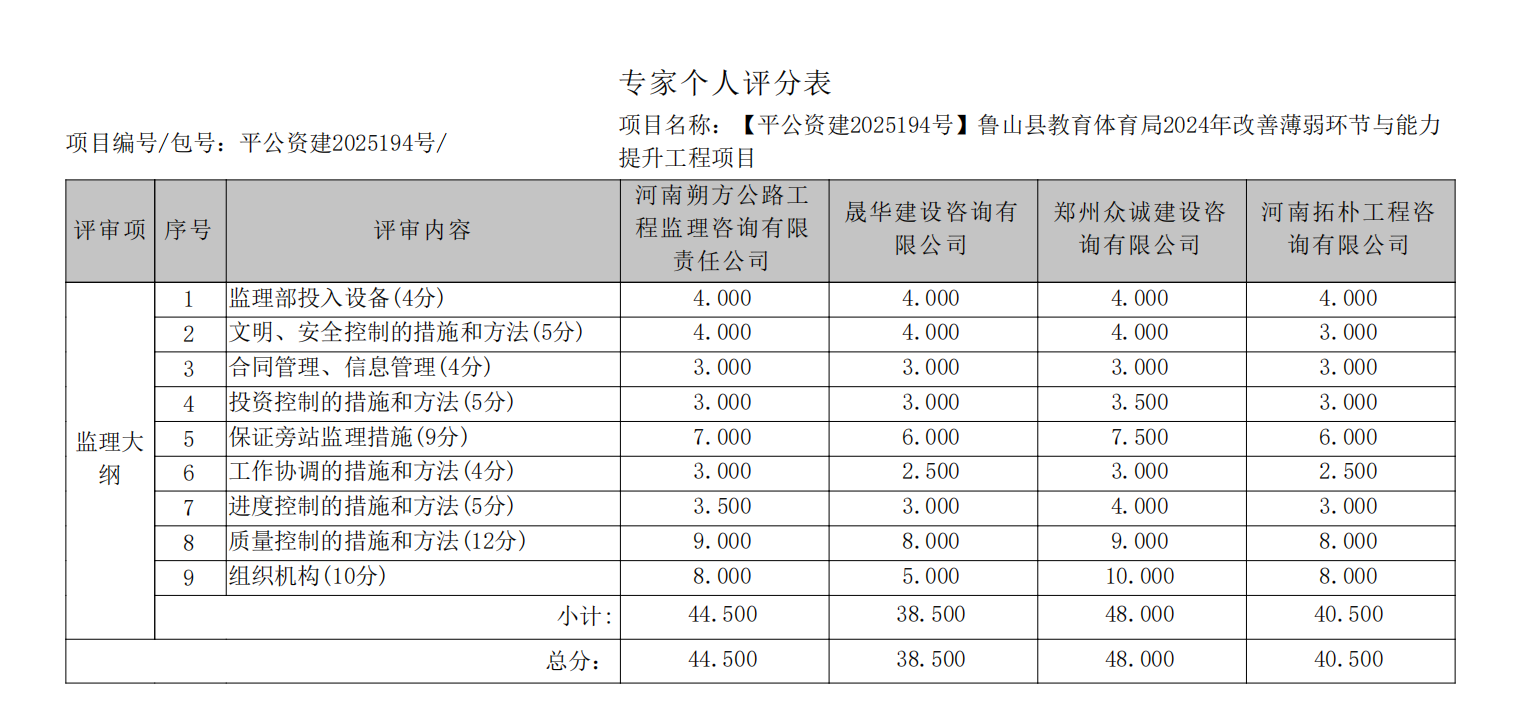 专家个人评分表
项目编号/包号：平公资建2025194号/
项目名称：【平公资建2025194号】鲁山县教育体育局2024年改善薄弱环节与能力
提升工程项目
评审项 序号 评审内容 河南朔方公路工程监理咨询有限责任公司 晟华建设咨询有限公司 郑州众诚建设咨询有限公司 河南拓朴工程咨询有限公司
监理大纲
1 监理部投入设备(4分) 4.000 4.000 4.000 4.000
2 文明、安全控制的措施和方法(5分) 4.000 4.000 4.000 3.000
3 合同管理、信息管理(4分) 3.000 3.000 3.000 3.000
4 投资控制的措施和方法(5分) 3.000 3.000 3.500 3.000
5 保证旁站监理措施(9分) 7.000 6.000 7.500 6.000
6 工作协调的措施和方法(4分) 3.000 2.500 3.000 2.500
7 进度控制的措施和方法(5分) 3.500 3.000 4.000 3.000
8 质量控制的措施和方法(12分) 9.000 8.000 9.000 8.000
9 组织机构(10分) 8.000 5.000 10.000 8.000
小计: 44.500 38.500 48.000 40.500
总分： 44.500 38.500 48.000 40.500